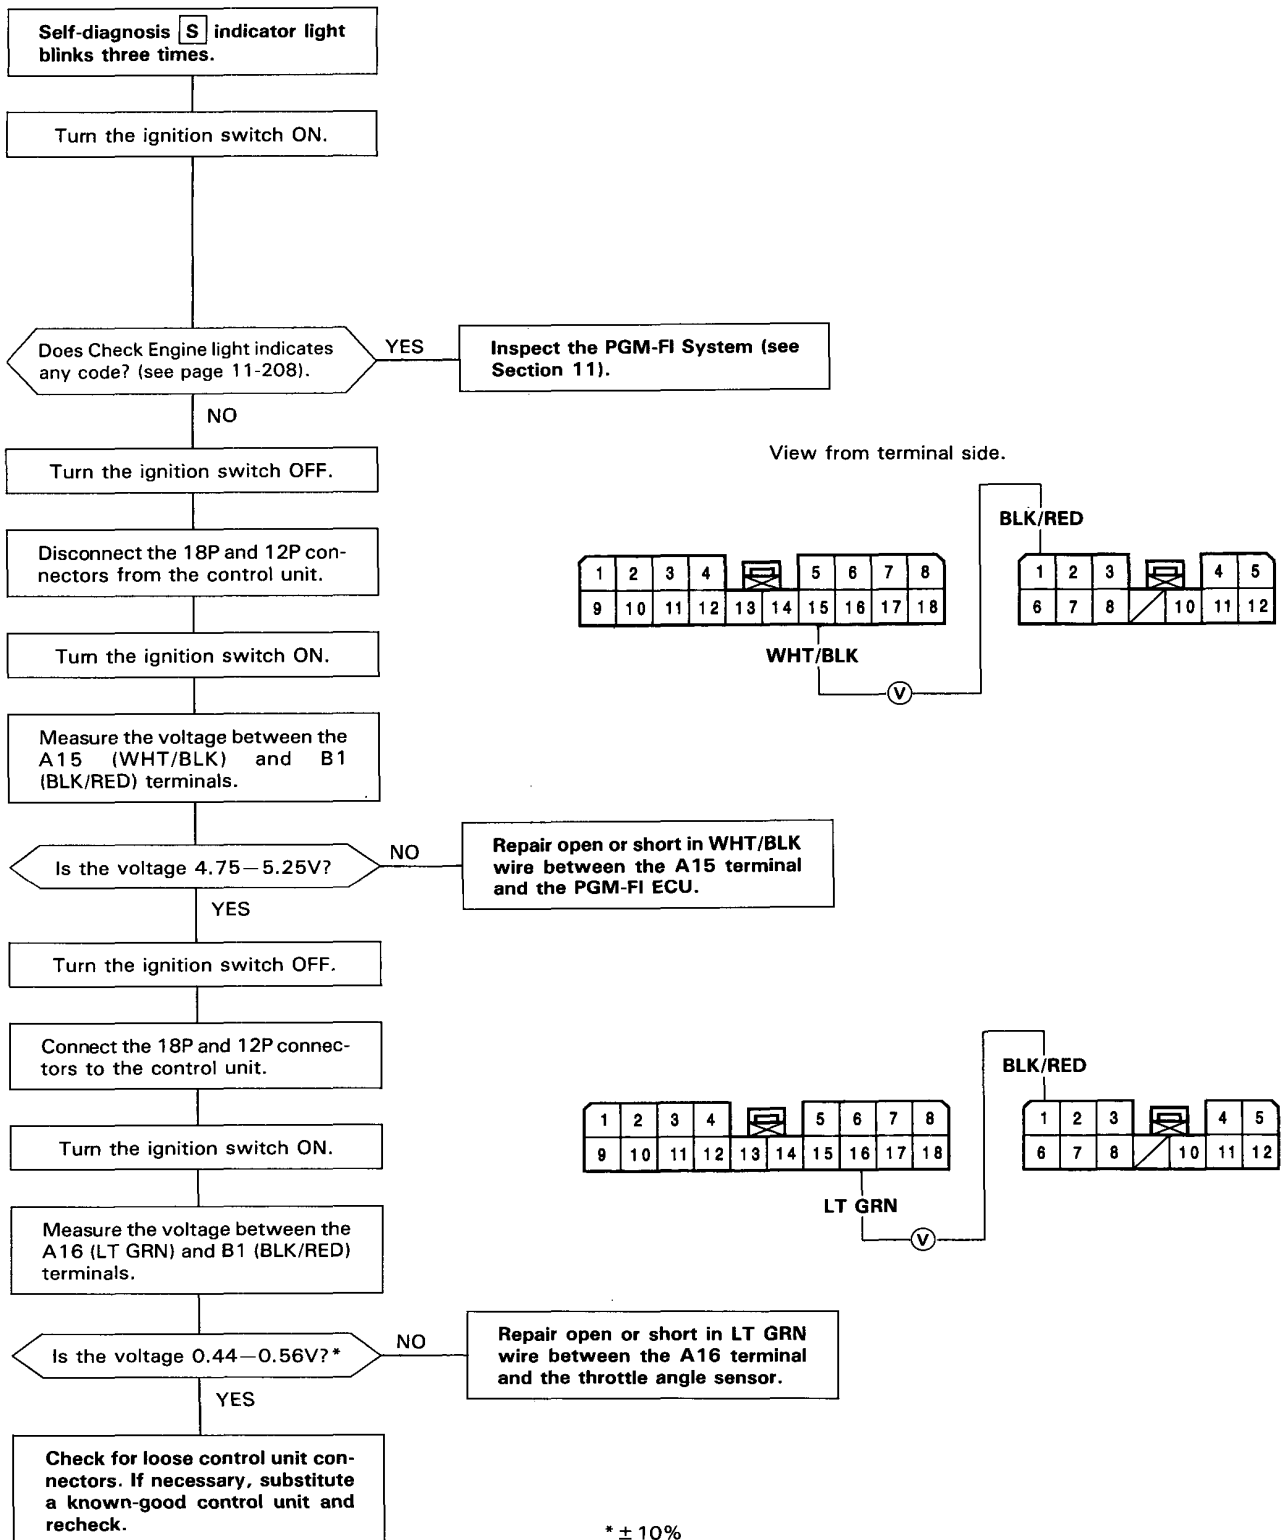 Self-diagnosis S indicator light
blinks three times.
Turn the ignition switch ON.
Does Check Engine light indicates
any code? (see page 11-208).
YES
Inspect the PGM-FI System (see
Section 11).
NO
Turn the ignition switch OFF.
Disconnect the 18P and 12P con-
nectors from the control unit.
Turn the ignition switch ON.
Measure the voltage between the
A15 (WHT/BLK) and B1
(BLK/RED) terminals.
View from terminal side.
BLK/RED
1 2 3 4 5 6 7 8
9 10 11 12 13 14 15 16 17 18
1 2 3 4 5
6 7 8 10 11 12
WHT/BLK
V
Is the voltage 4.75—5.25V?
NO
Repair open or short in WHT/BLK
wire between the A15 terminal
and the PGM-FI ECU.
YES
Turn the ignition switch OFF.
Connect the 18P and 12P connec-
tors to the control unit.
Turn the ignition switch ON.
Measure the voltage between the
A16 (LT GRN) and B1 (BLK/RED)
terminals.
BLK/RED
1 2 3 4 5 6 7 8
9 10 11 12 13 14 15 16 17 18
1 2 3 4 5
6 7 8 10 11 12
LT GRN
V
Is the voltage 0.44—0.56V?*
NO
Repair open or short in LT GRN
wire between the A16 terminal
and the throttle angle sensor.
YES
Check for loose control unit con-
nectors. If necessary, substitute
a known-good control unit and
recheck.
* ± 10%